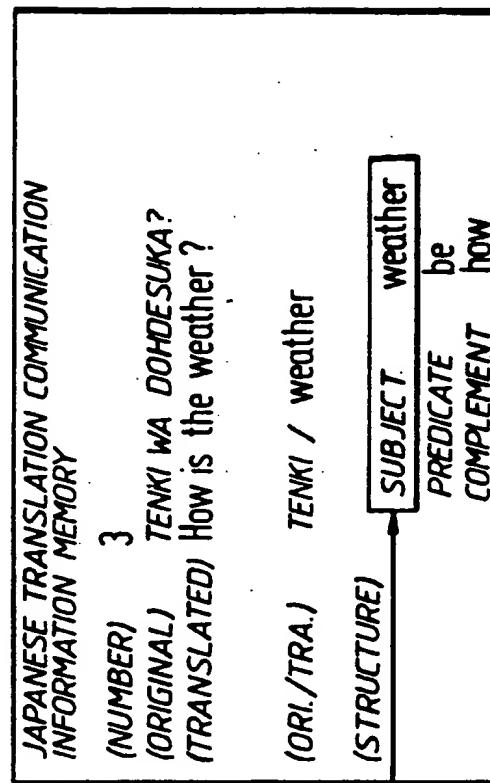 JAPANESE TRANSLATION COMMUNICATION
INFORMATION MEMORY
(NUMBER) 3
(ORIGINAL) TENKI WA DOHDESUKA?
(TRANSLATED) How is the weather ?
(ORI./TRA.) TENKI / weather
(STRUCTURE)
SUBJECT. weather
PREDICATE be
COMPLEMENT how